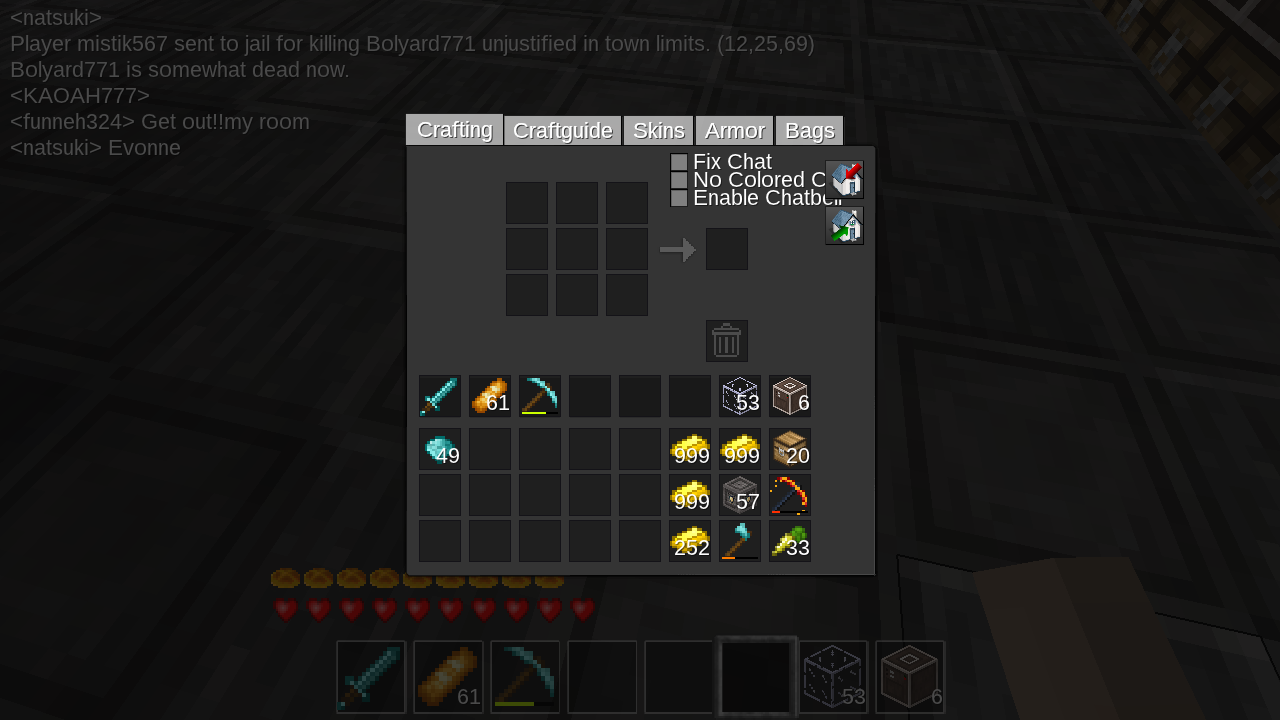 <natsuki>
Player mistik567 sent to jail for killing Bolyard771 unjustified in town limits. (12,25,69)
Bolyard771 is somewhat dead now.
<KAOAH777>
<funneh324> Get out!!my room
<natsuki> Evonne
Crafting Craftguide Skins Armor Bags
Fix Chat
No Colored C
Enable Chatbell
61 53 6
49 999 999 20
999 57
252 33
61 53 6